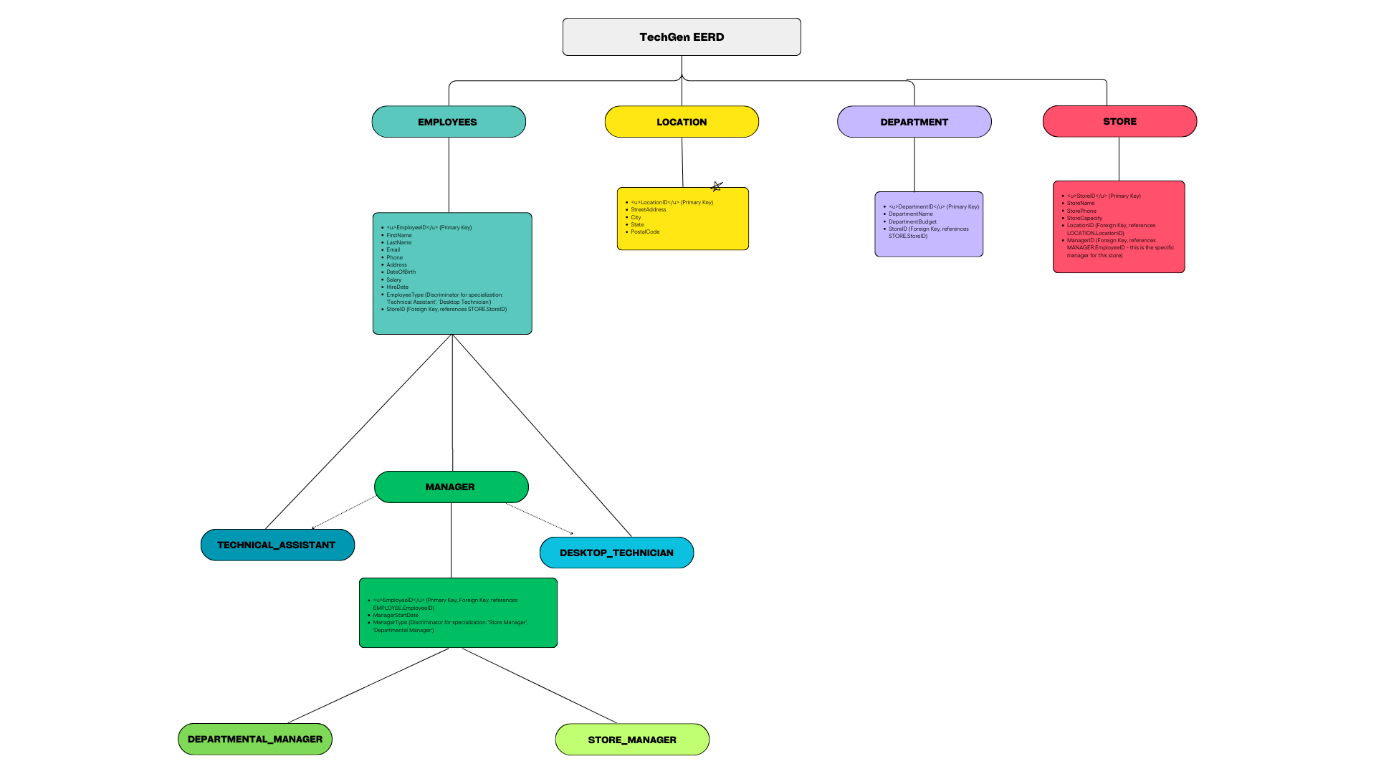 TechGen EERD
EMPLOYEES
LOCATION
DEPARTMENT
STORE
<u>EmployeeID</u> (Primary Key)
FirstName
LastName
Email
Phone
Address
DateOfBirth
Salary
HireDate
EmployeeType (Discriminator for specialization:
'Technical Assistant', 'Desktop Technician')
StoreID (Foreign Key, references STORE.StoreID)
<u>LocationID</u> (Primary Key)
StreetAddress
City
State
PostalCode
<u>DepartmentID</u> (Primary Key)
DepartmentName
DepartmentBudget
StoreID (Foreign Key, references
STORE.StoreID)
<u>StoreID</u> (Primary Key)
StoreName
StorePhone
StoreCapacity
LocationID (Foreign Key, references
LOCATION.LocationID)
ManagerID (Foreign Key, references
MANAGER.EmployeeID - this is the specific
manager for this store)
MANAGER
TECHNICAL_ASSISTANT
DESKTOP_TECHNICIAN
<u>EmployeeID</u> (Primary Key, Foreign Key, references
EMPLOYEE.EmployeeID)
ManagerStartDate
ManagerType (Discriminator for specialization: 'Store Manager',
'Departmental Manager')
DEPARTMENTAL_MANAGER
STORE_MANAGER